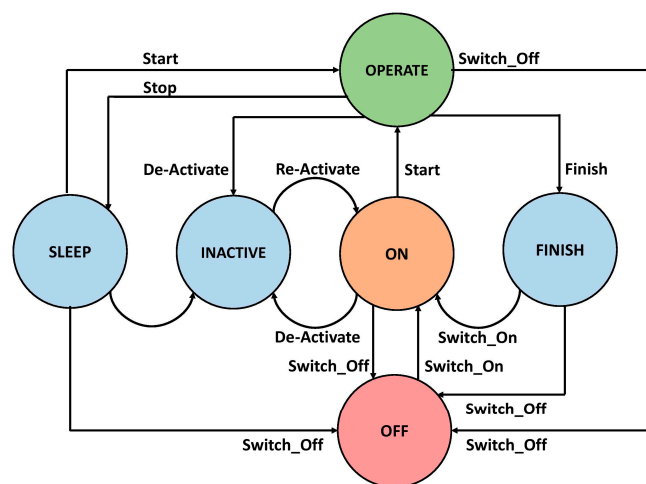 Start
OPERATE
Switch_Off
Stop
De-Activate
Re-Activate
Start
Finish
SLEEP
INACTIVE
ON
FINISH
De-Activate
Switch_On
Switch_Off
Switch_On
Switch_Off
OFF
Switch_Off
Switch_Off